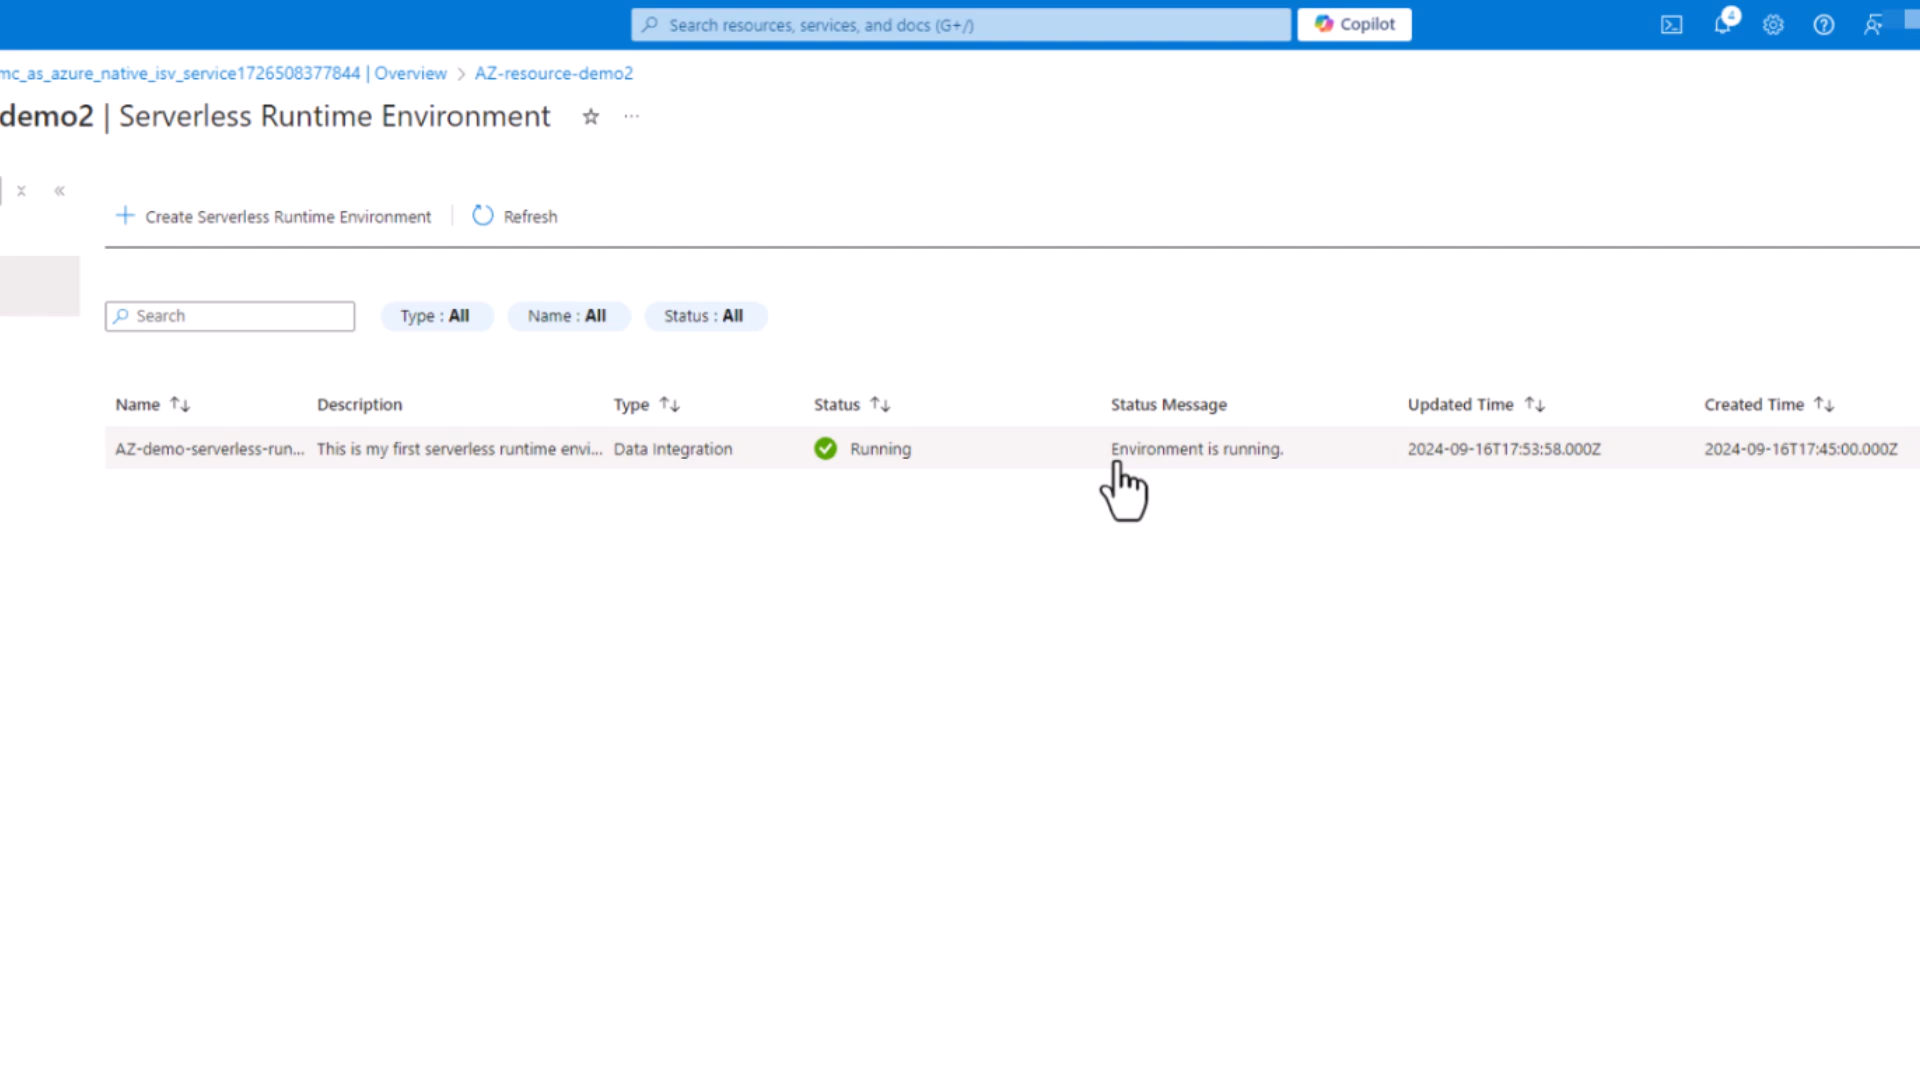 Search resources, services, and docs (G+/)
Copilot
4
mc_as_azure_native_isv_service1726508377844 | Overview > AZ-resource-demo2
demo2 | Serverless Runtime Environment
Create Serverless Runtime Environment
Refresh
Search
Type : All
Name : All
Status : All
Name Description Type Status Status Message Updated Time Created Time
AZ-demo-serverless-run... This is my first serverless runtime envi... Data Integration Running Environment is running. 2024-09-16T17:53:58.000Z 2024-09-16T17:45:00.000Z